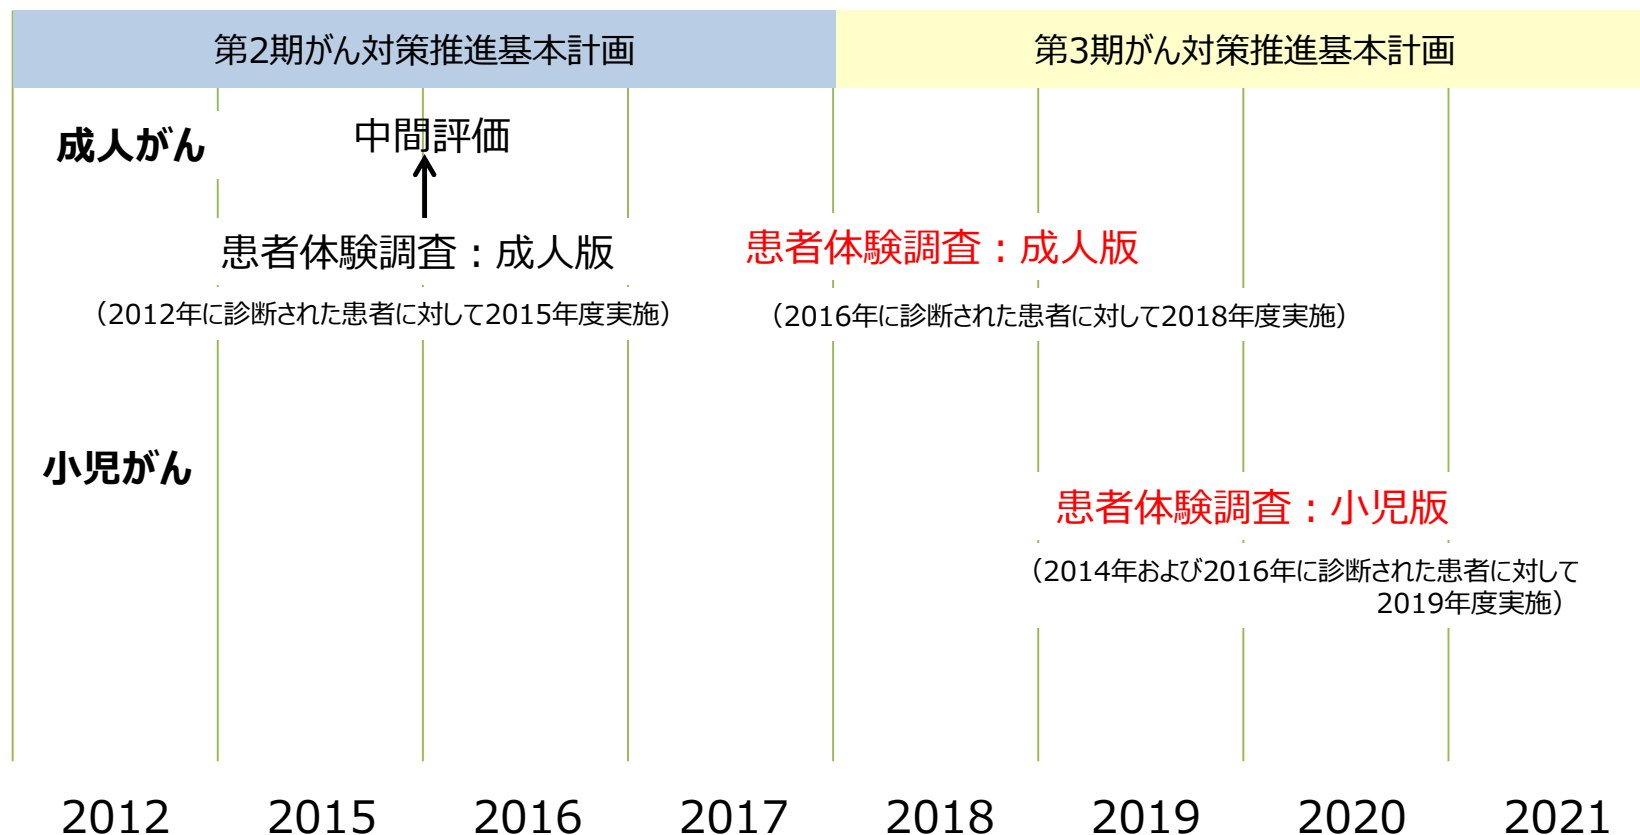 第2期がん対策推進基本計画
第3期がん対策推進基本計画
成人がん
中間評価
患者体験調査：成人版
（2012年に診断された患者に対して2015年度実施）
患者体験調査：成人版
（2016年に診断された患者に対して2018年度実施）
小児がん
患者体験調査：小児版
（2014年および2016年に診断された患者に対して
2019年度実施）
2012 2015 2016 2017 2018 2019 2020 2021